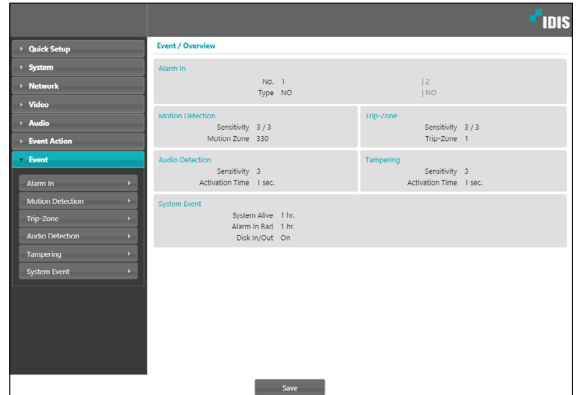 IDIS
Quick Setup
System
Network
Video
Audio
Event Action
Event
Alarm In
Motion Detection
Trip-Zone
Audio Detection
Tampering
System Event
Event / Overview
Alarm In
No. 1 | 2
Type NO | NO
Motion Detection
Sensitivity 3 / 3
Motion Zone 330
Trip-Zone
Sensitivity 3 / 3
Trip-Zone 1
Audio Detection
Sensitivity 3
Activation Time 1 sec.
Tampering
Sensitivity 3
Activation Time 1 sec.
System Event
System Alive 1 hr.
Alarm In Bad 1 hr.
Disk In/Out On
Save